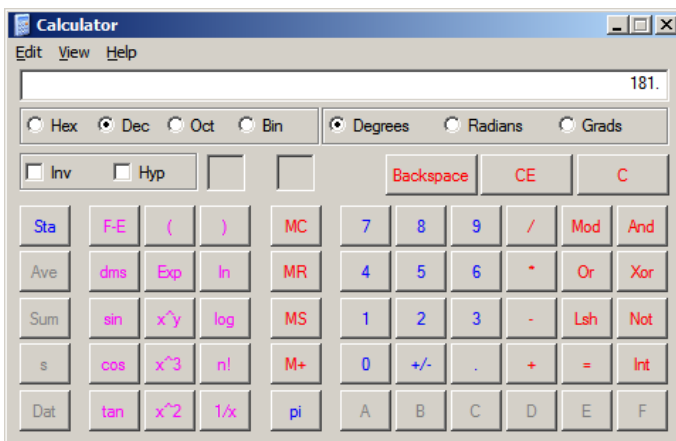 Calculator
Edit View Help
181.
Hex Dec Oct Bin Degrees Radians Grads
Inv Hyp Backspace CE C
Sta F-E ( ) MC 7 8 9 / Mod And
Ave dms Exp ln MR 4 5 6 * Or Xor
Sum sin x^y log MS 1 2 3 - Lsh Not
s cos x^3 n! M+ 0 +/- . + = Int
Dat tan x^2 1/x pi A B C D E F